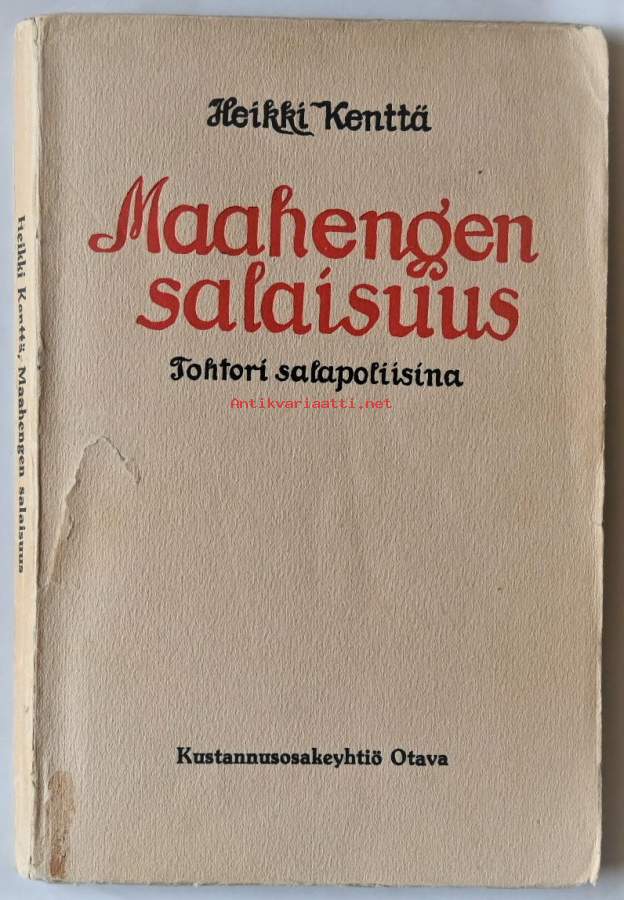 Heikki Kenttä
Maahengen
salaisuus
Tohtori salapoliisina
Antikvariaatti.net
Kustannusosakeyhtiö Otava
Heikki Kenttä, Maahengen salaisuus